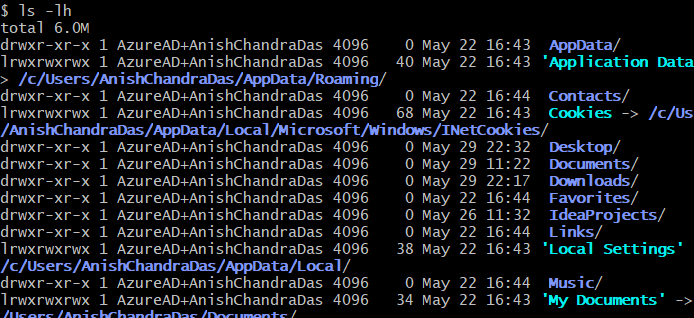 $ ls -lh
total 6.0M
drwxr-xr-x 1 AzureAD+AnishChandraDas 4096    0 May 22 16:43  AppData/
lrwxrwxrwx 1 AzureAD+AnishChandraDas 4096   40 May 22 16:43 'Application Data
> /c/Users/AnishChandraDas/AppData/Roaming/
drwxr-xr-x 1 AzureAD+AnishChandraDas 4096    0 May 22 16:44  Contacts/
lrwxrwxrwx 1 AzureAD+AnishChandraDas 4096   68 May 22 16:43  Cookies -> /c/Us
/AnishChandraDas/AppData/Local/Microsoft/Windows/INetCookies/
drwxr-xr-x 1 AzureAD+AnishChandraDas 4096    0 May 29 22:32  Desktop/
drwxr-xr-x 1 AzureAD+AnishChandraDas 4096    0 May 29 11:22  Documents/
drwxr-xr-x 1 AzureAD+AnishChandraDas 4096    0 May 29 22:17  Downloads/
drwxr-xr-x 1 AzureAD+AnishChandraDas 4096    0 May 22 16:44  Favorites/
drwxr-xr-x 1 AzureAD+AnishChandraDas 4096    0 May 26 11:32  IdeaProjects/
drwxr-xr-x 1 AzureAD+AnishChandraDas 4096    0 May 22 16:44  Links/
lrwxrwxrwx 1 AzureAD+AnishChandraDas 4096   38 May 22 16:43 'Local Settings'
/c/Users/AnishChandraDas/AppData/Local/
drwxr-xr-x 1 AzureAD+AnishChandraDas 4096    0 May 22 16:44  Music/
lrwxrwxrwx 1 AzureAD+AnishChandraDas 4096   34 May 22 16:43 'My Documents' ->
/Users/AnishChandraDas/Documents/